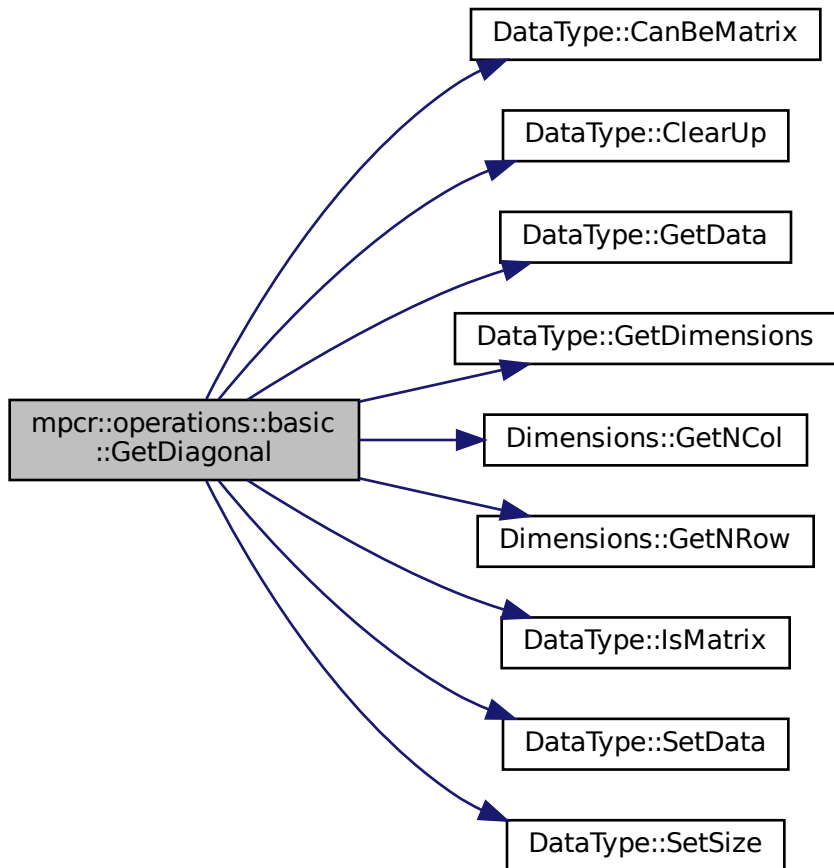 DataType::CanBeMatrix
DataType::ClearUp
DataType::GetData
DataType::GetDimensions
mpcr::operations::basic
::GetDiagonal
Dimensions::GetNCol
Dimensions::GetNRow
DataType::IsMatrix
DataType::SetData
DataType::SetSize